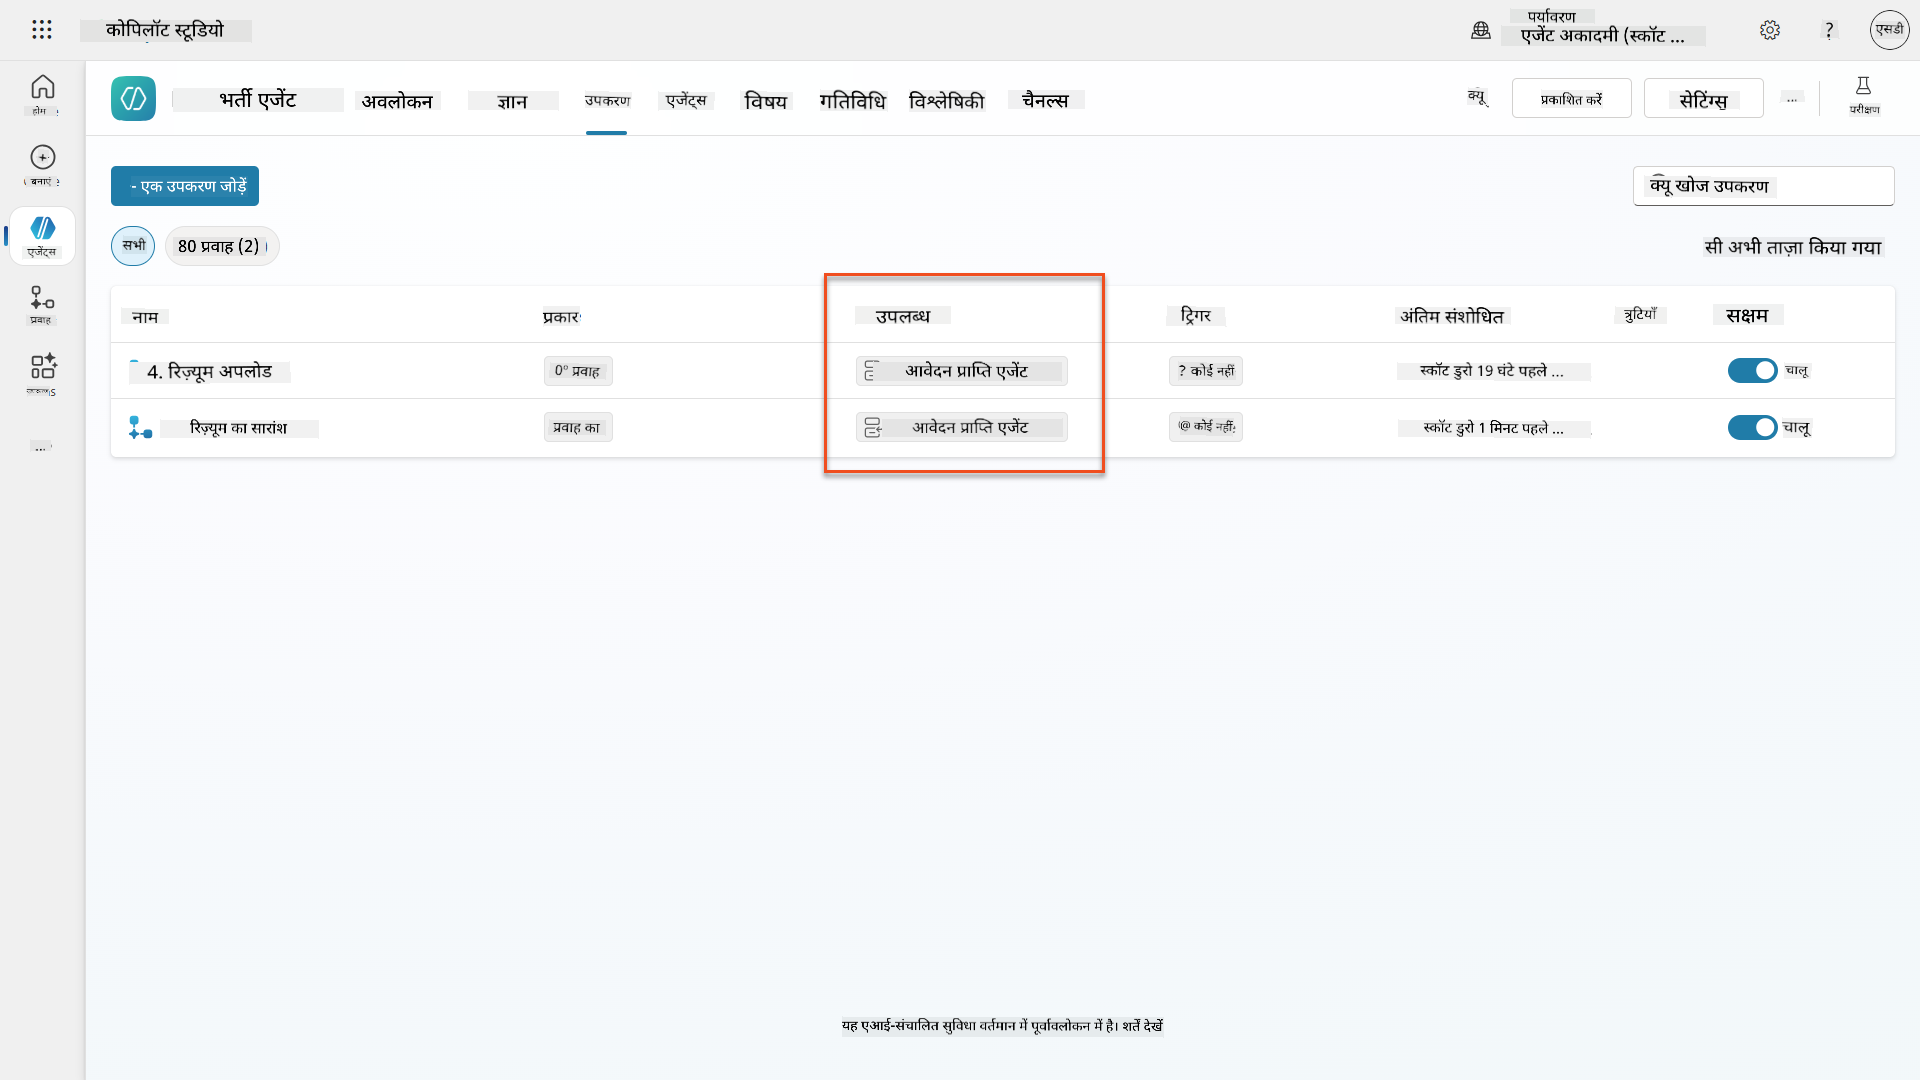 कोपिलॉट स्टूडियो
पर्यावरण
एजेंट अकादमी (स्कॉट ...
?
एसडी
होम
बनाएं
एजेंट्स
प्रवाह
...
भर्ती एजेंट
अवलोकन
ज्ञान
उपकरण
एजेंट्स
विषय
गतिविधि
विश्लेषिकी
चैनल्स
क्यू
प्रकाशित करें
सेटिंग्स
...
परीक्षण
- एक उपकरण जोड़ें
क्यू खोज उपकरण
सभी
80 प्रवाह (2)
सी अभी ताज़ा किया गया
नाम
प्रकार
उपलब्ध
ट्रिगर
अंतिम संशोधित
त्रुटियाँ
सक्षम
4. रिज़्यूम अपलोड
0º प्रवाह
आवेदन प्राप्ति एजेंट
? कोई नहीं
स्कॉट डुरो 19 घंटे पहले ...
चालू
रिज़्यूम का सारांश
प्रवाह का
आवेदन प्राप्ति एजेंट
@ कोई नहीं
स्कॉट डुरो 1 मिनट पहले ...
चालू
यह एआई-संचालित सुविधा वर्तमान में पूर्वावलोकन में है। शर्तें देखें